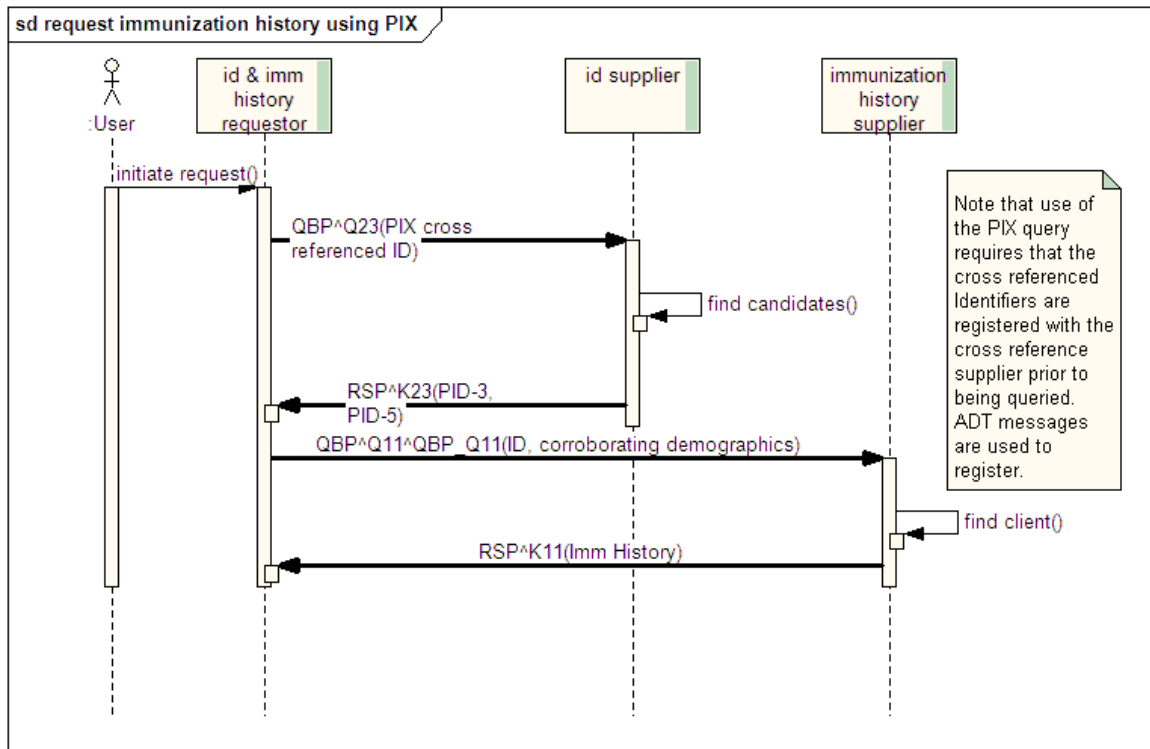 sd request immunization history using PIX
:User
id & imm
history
requestor
id supplier
immunization
history
supplier
initiate request()
QBP^Q23(PIX cross
referenced ID)
find candidates()
RSP^K23(PID-3,
PID-5)
QBP^Q11^QBP_Q11(ID, corroborating demographics)
find client()
RSP^K11(Imm History)
Note that use of
the PIX query
requires that the
cross referenced
Identifiers are
registered with the
cross reference
supplier prior to
being queried.
ADT messages
are used to
register.